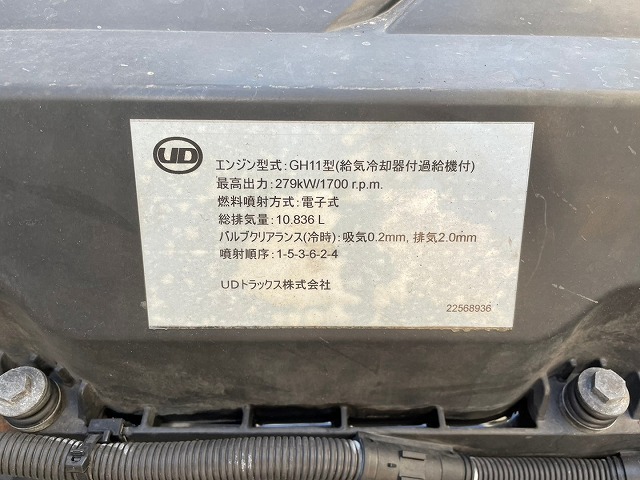 UD
エンジン型式:GH11型(給気冷却器付過給機付)
最高出力:279kW/1700 r.p.m.
燃料噴射方式:電子式
総排気量:10.836 L
バルブクリアランス(冷時):吸気0.2mm, 排気2.0mm
噴射順序:1-5-3-6-2-4
UDトラックス株式会社
22568936